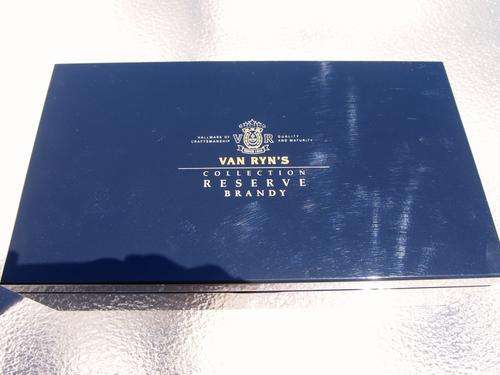 HALLMARK OF CRAFTSMANSHIP
V R
QUALITY AND MATURITY
VAN RYN'S
COLLECTION
RESERVE
BRANDY